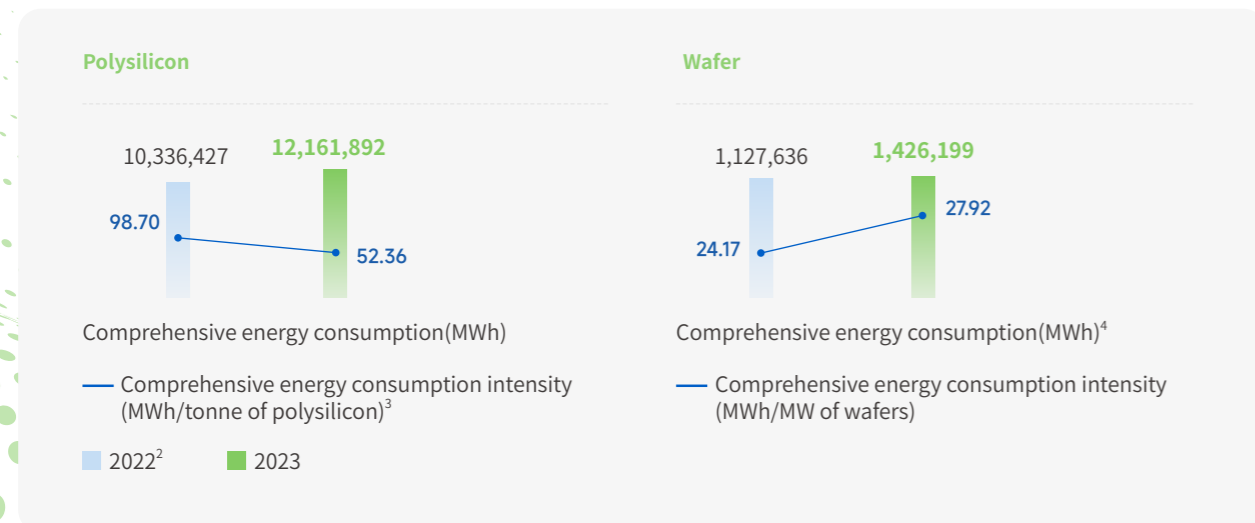 Polysilicon
10,336,427
12,161,892
98.70
52.36
Comprehensive energy consumption(MWh)
Comprehensive energy consumption intensity
(MWh/tonne of polysilicon)³
2022²
2023
Wafer
1,127,636
1,426,199
24.17
27.92
Comprehensive energy consumption(MWh)⁴
Comprehensive energy consumption intensity
(MWh/MW of wafers)